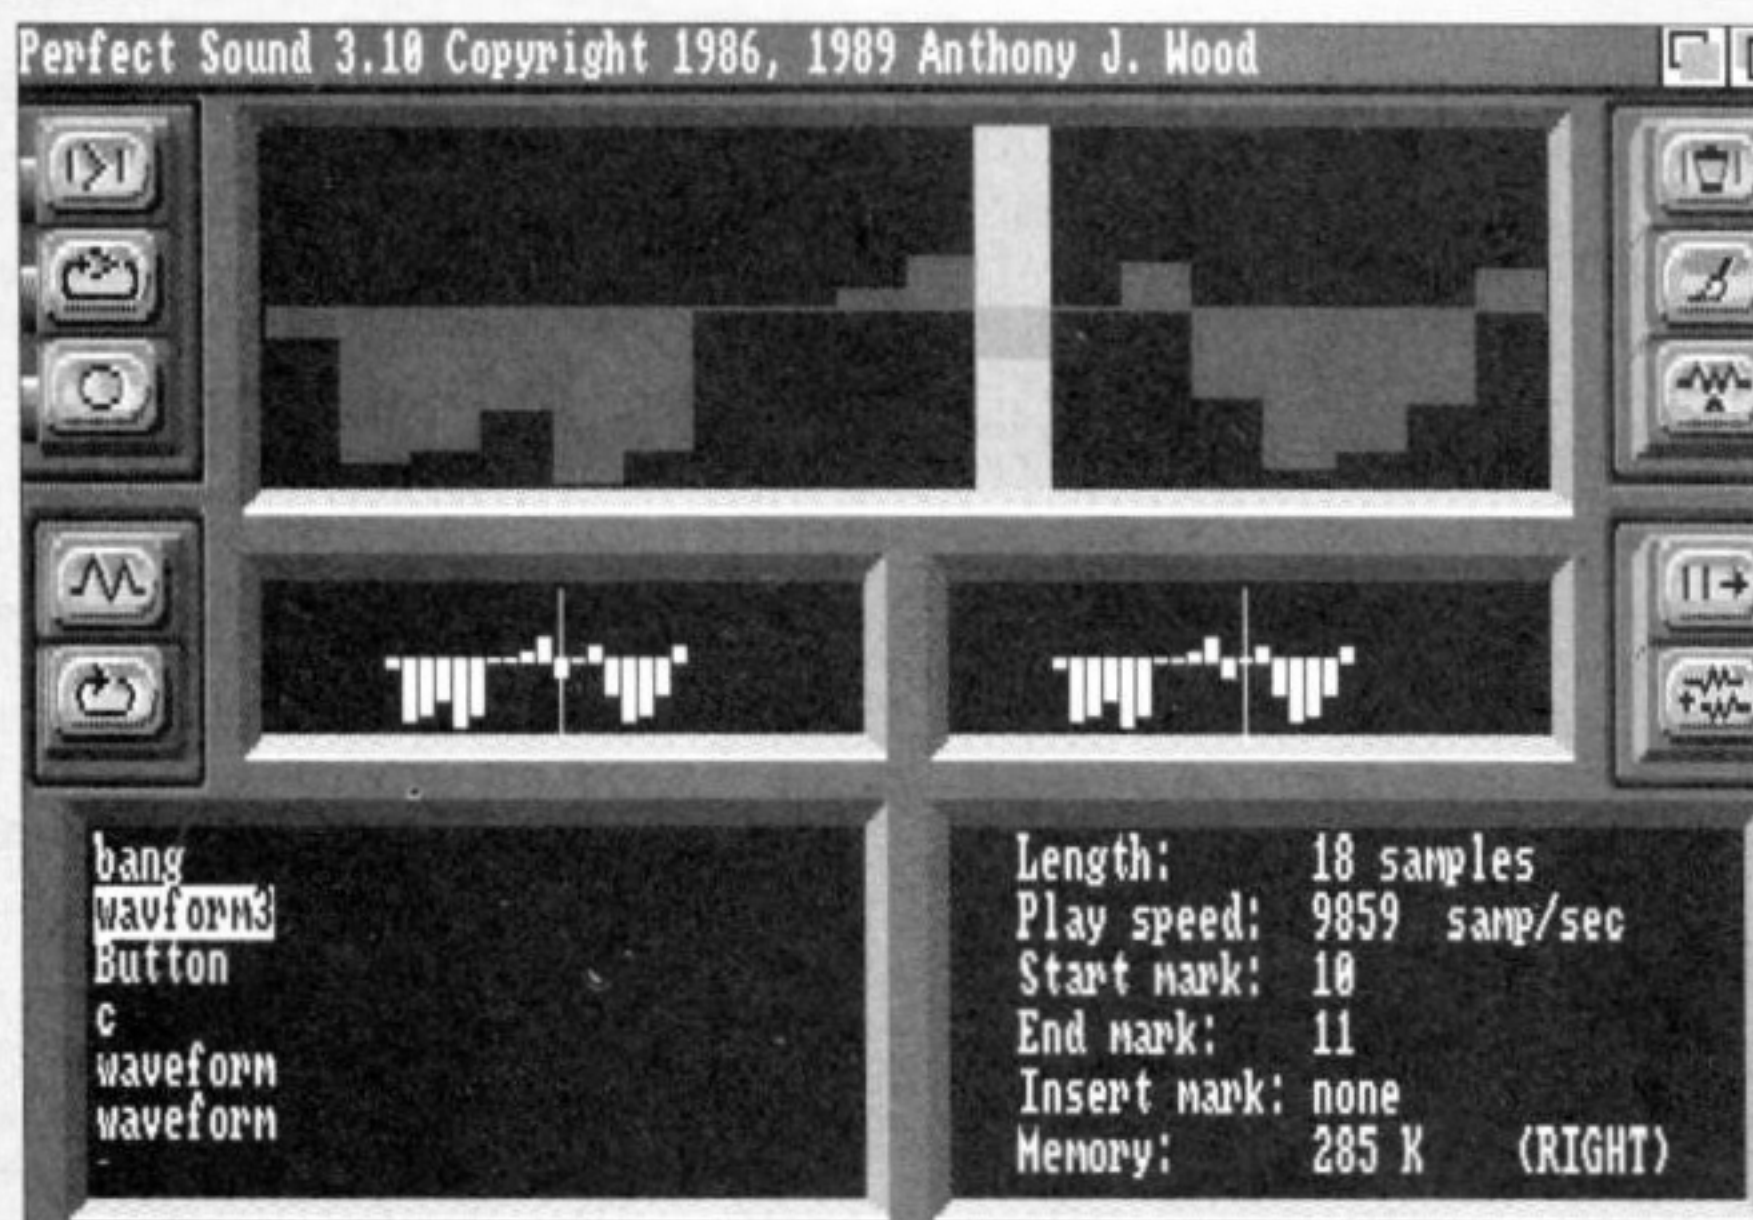 Perfect Sound 3.10 Copyright 1986, 1989 Anthony J. Wood
bang
wavform3
Button
c
waveform
waveform
Length: 18 samples
Play speed: 9859 samp/sec
Start mark: 10
End mark: 11
Insert mark: none
Memory: 285 K (RIGHT)